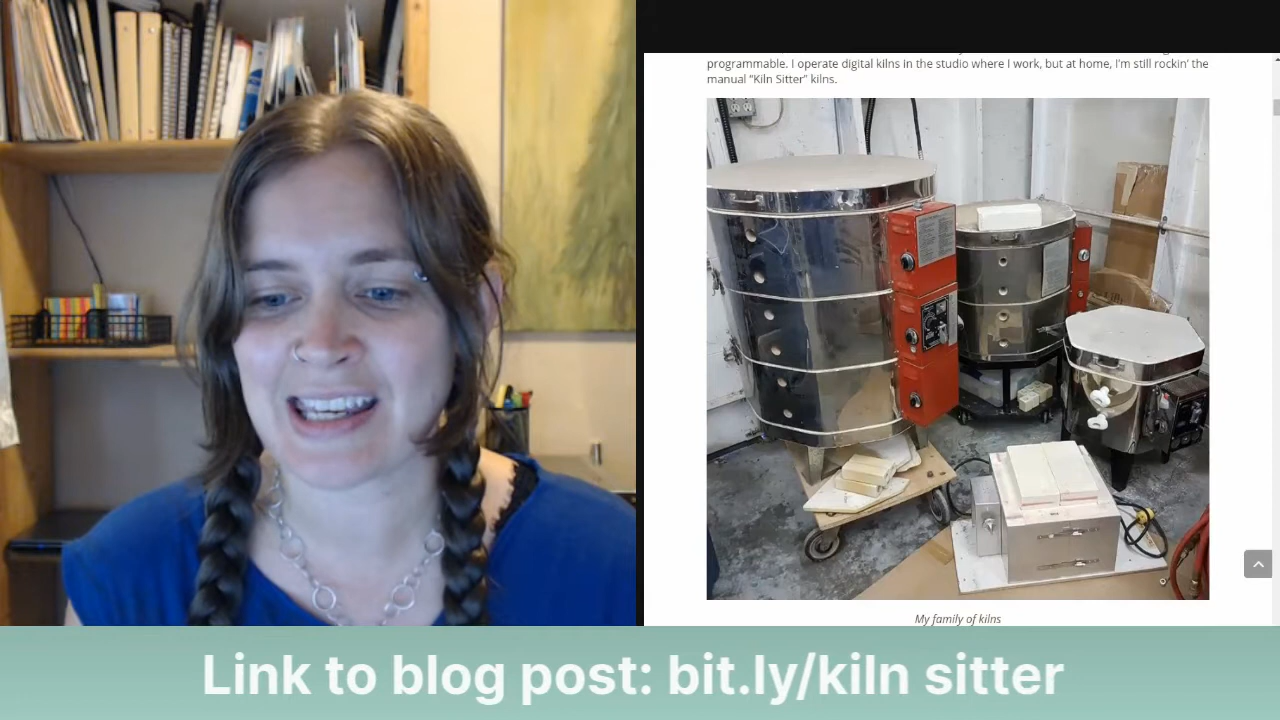 programmable. I operate digital kilns in the studio where I work, but at home, I'm still rockin' the
manual “Kiln Sitter” kilns.
My family of kilns
Link to blog post: bit.ly/kiln sitter